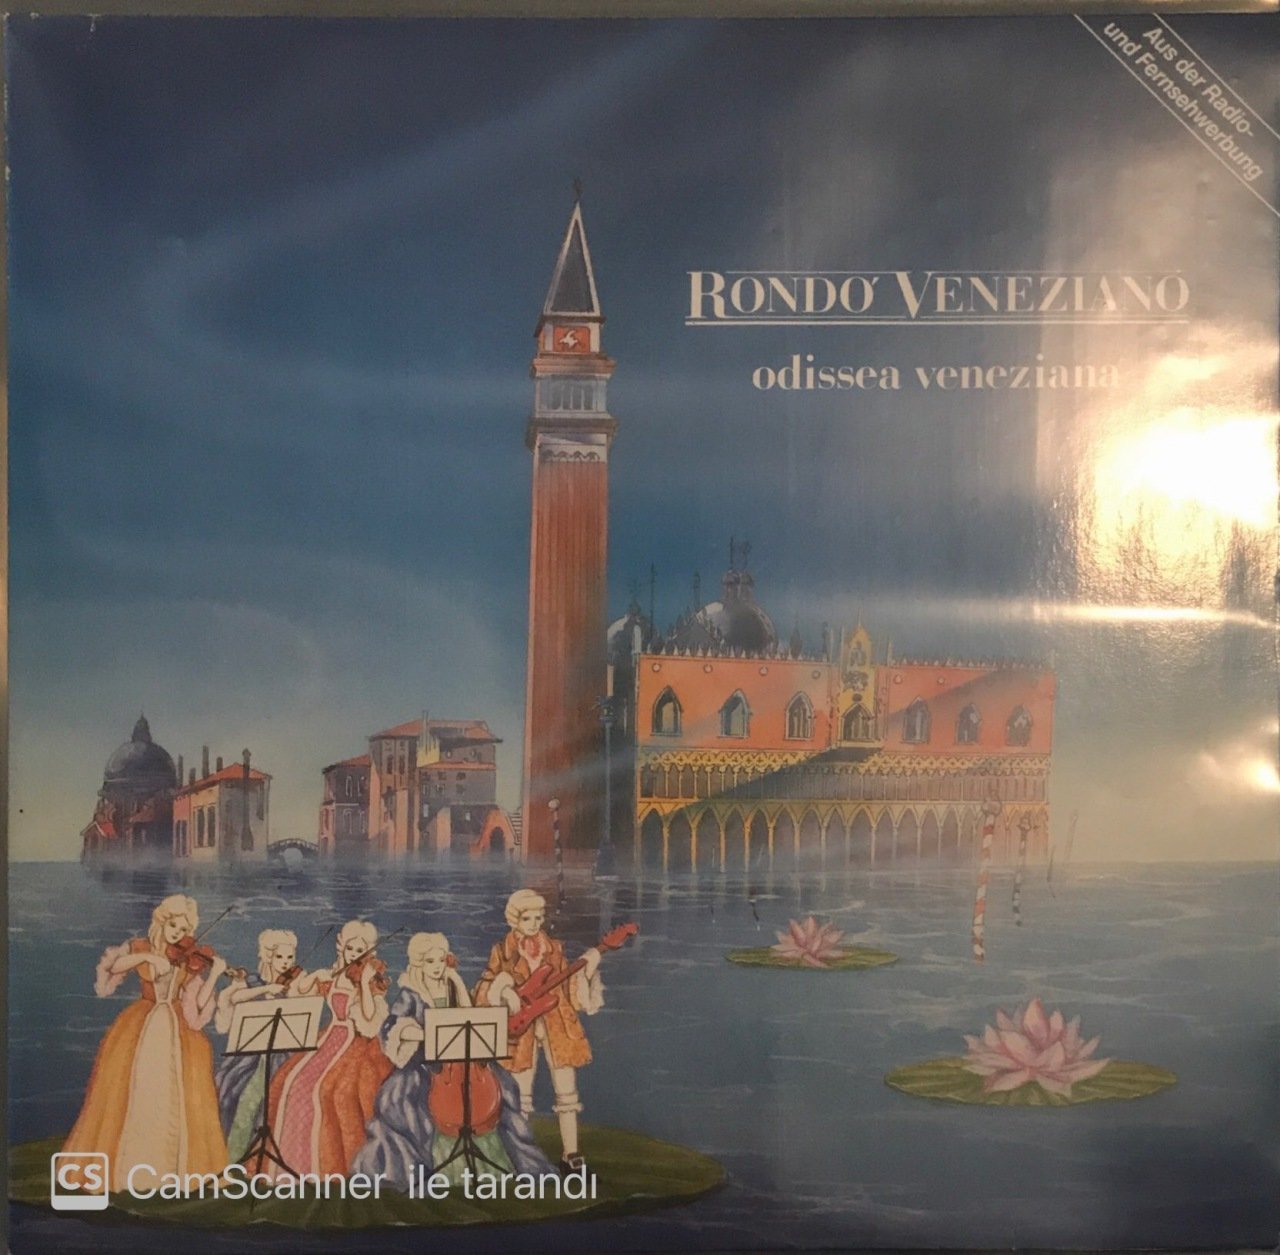 Aus der Radio-
und Fernsehwerbung
RONDO' VENEZIANO
odissea veneziana
CS CamScanner ile tarandı